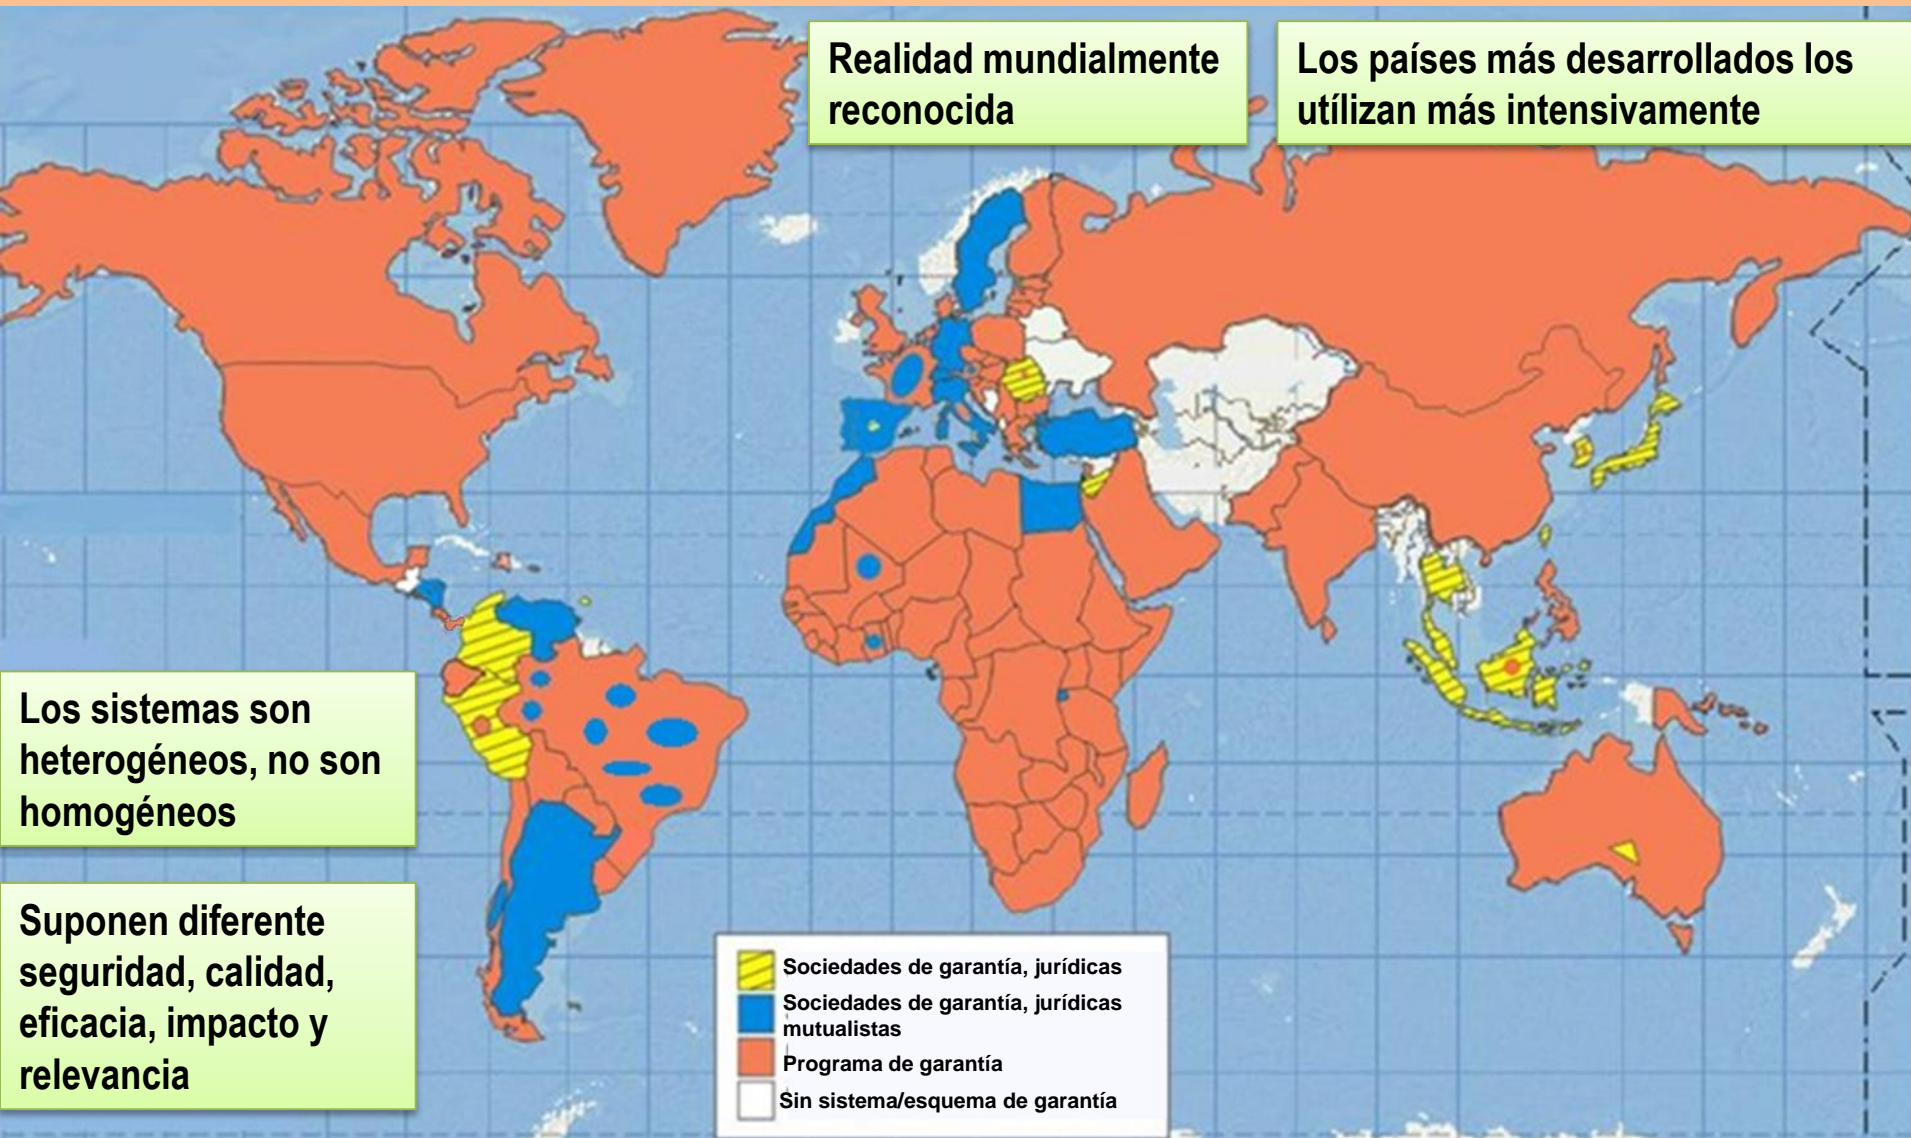 Realidad mundialmente
reconocida
Los países más desarrollados los
utílizan más intensivamente
Los sistemas son
heterogéneos, no son
homogéneos
Suponen diferente
seguridad, calidad,
eficacia, impacto y
relevancia
Sociedades de garantía, jurídicas
Sociedades de garantía, jurídicas
mutualistas
Programa de garantía
Sin sistema/esquema de garantía